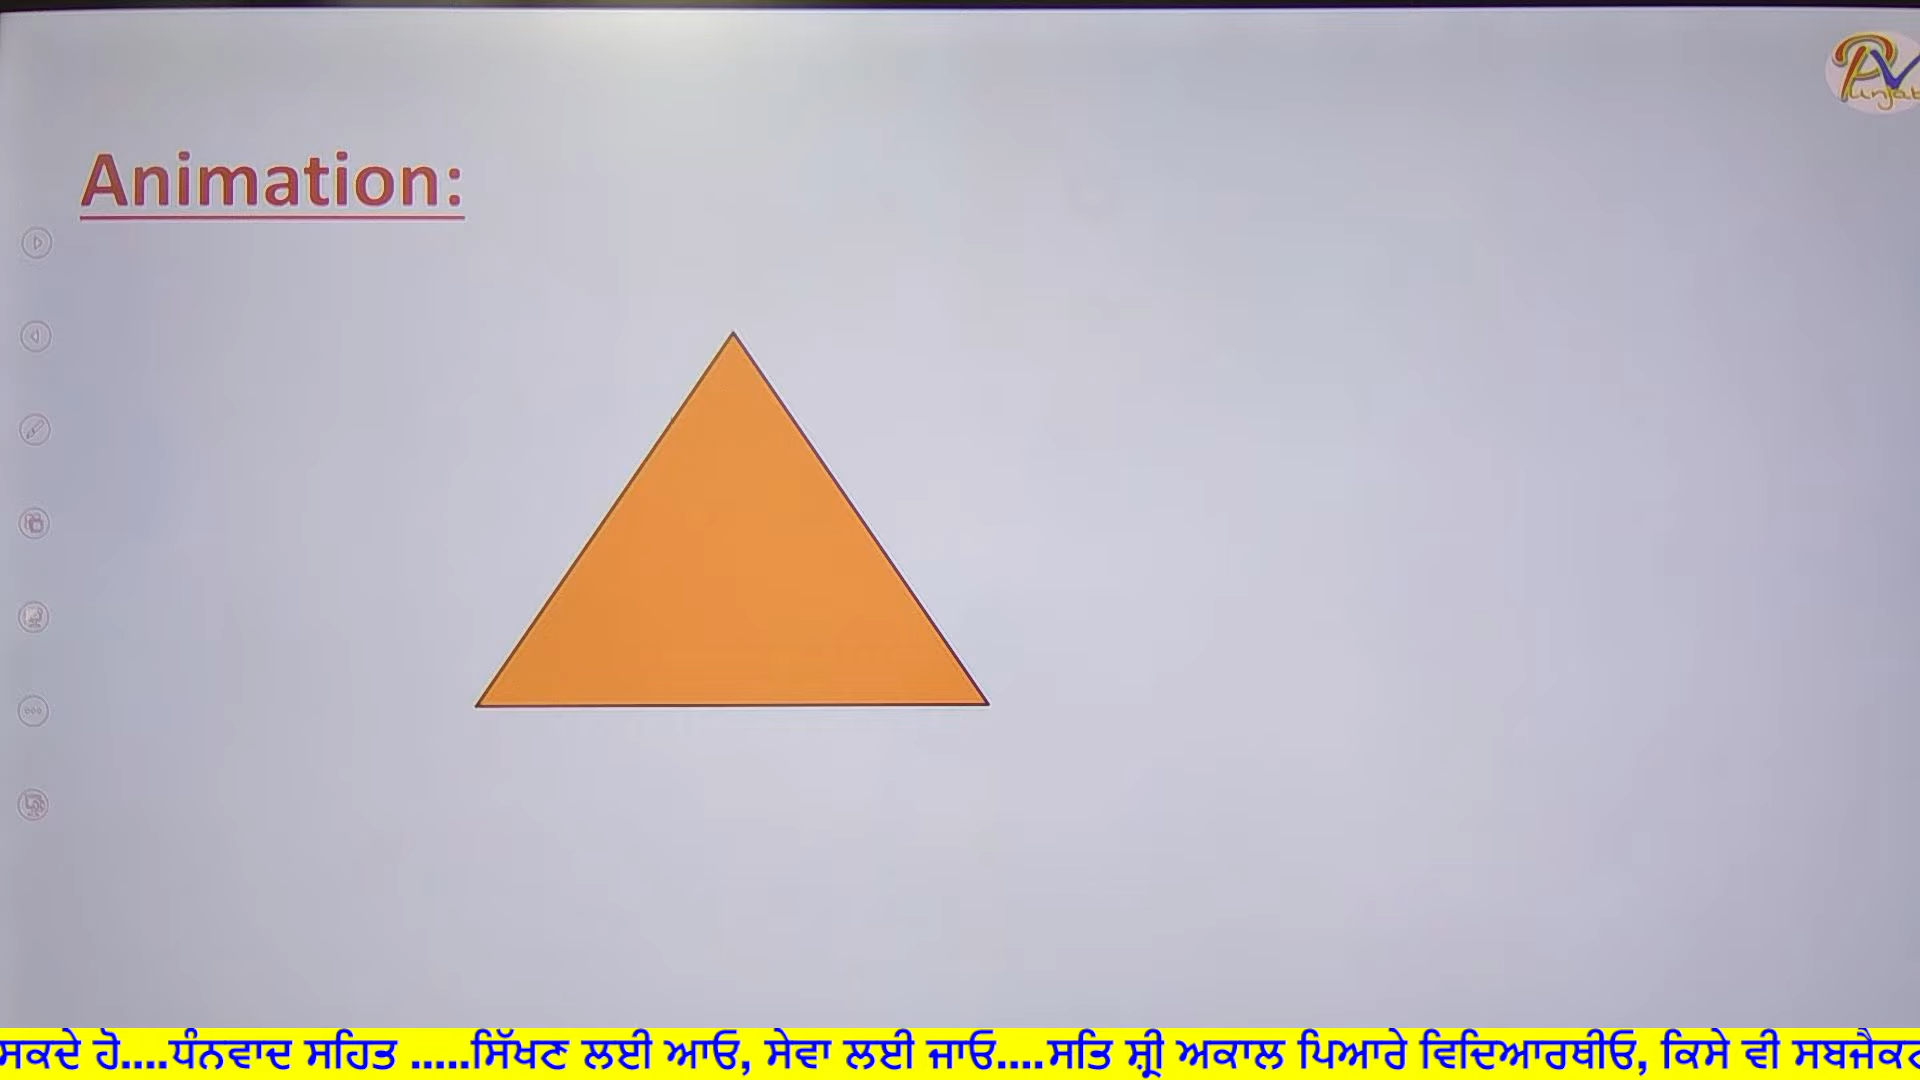 Animation:
ਸਕਦੇ ਹੋ....ਧੰਨਵਾਦ ਸਹਿਤ .....ਸਿੱਖਣ ਲਈ ਆਓ, ਸੇਵਾ ਲਈ ਜਾਓ....ਸਤਿ ਸ਼੍ਰੀ ਅਕਾਲ ਪਿਆਰੇ ਵਿਦਿਆਰਥੀਓ, ਕਿਸੇ ਵੀ